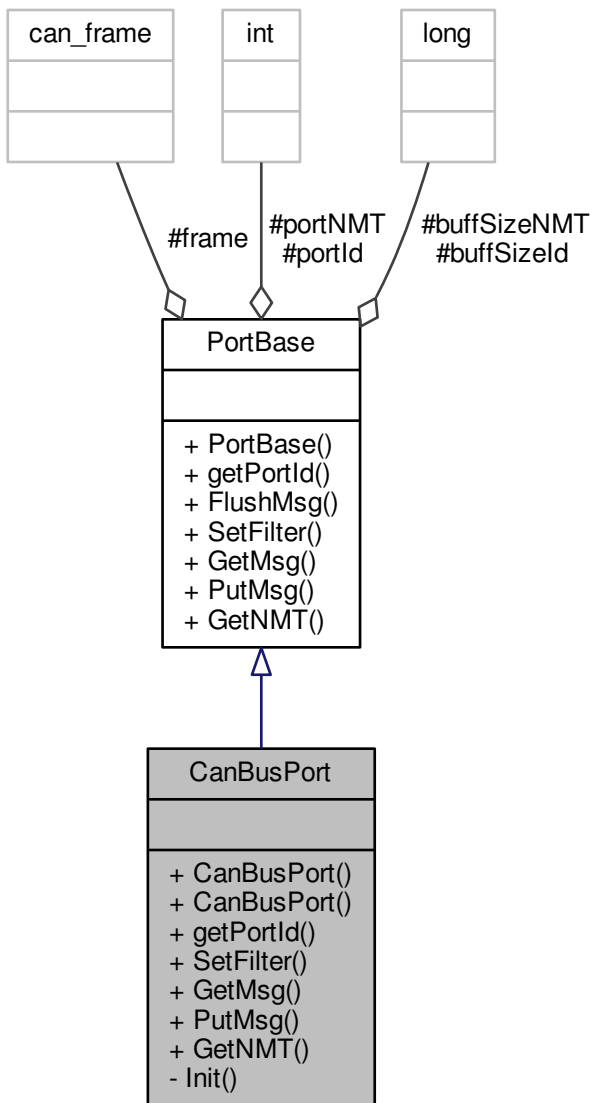 can_frame
int
long
#frame
#portNMT
#portId
#buffSizeNMT
#buffSizeId
PortBase
+ PortBase()
+ getPortId()
+ FlushMsg()
+ SetFilter()
+ GetMsg()
+ PutMsg()
+ GetNMT()
CanBusPort
+ CanBusPort()
+ CanBusPort()
+ getPortId()
+ SetFilter()
+ GetMsg()
+ PutMsg()
+ GetNMT()
- Init()